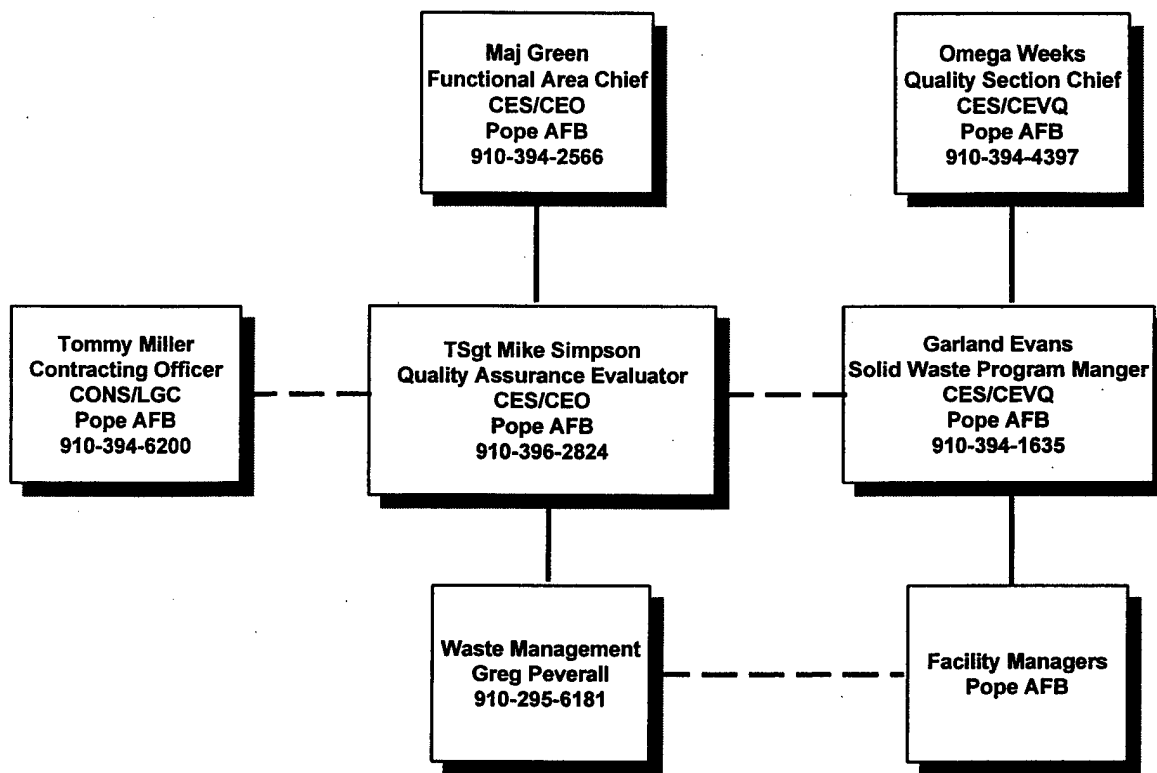 Maj Green
Functional Area Chief
CES/CEO
Pope AFB
910-394-2566
Omega Weeks
Quality Section Chief
CES/CEVQ
Pope AFB
910-394-4397
Tommy Miller
Contracting Officer
CONS/LGC
Pope AFB
910-394-6200
TSgt Mike Simpson
Quality Assurance Evaluator
CES/CEO
Pope AFB
910-396-2824
Garland Evans
Solid Waste Program Manger
CES/CEVQ
Pope AFB
910-394-1635
Waste Management
Greg Peverall
910-295-6181
Facility Managers
Pope AFB